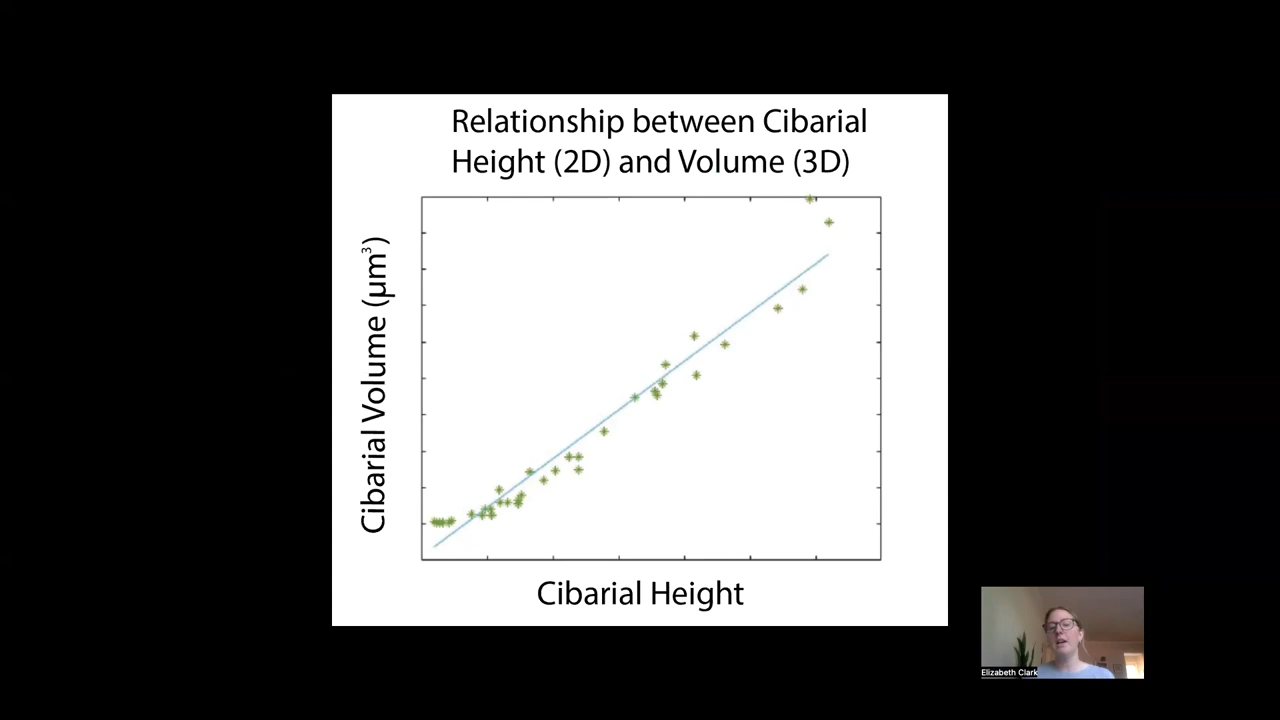 Relationship between Cibarial
Height (2D) and Volume (3D)
Cibarial Volume (µm³)
Cibarial Height
Elizabeth Clark